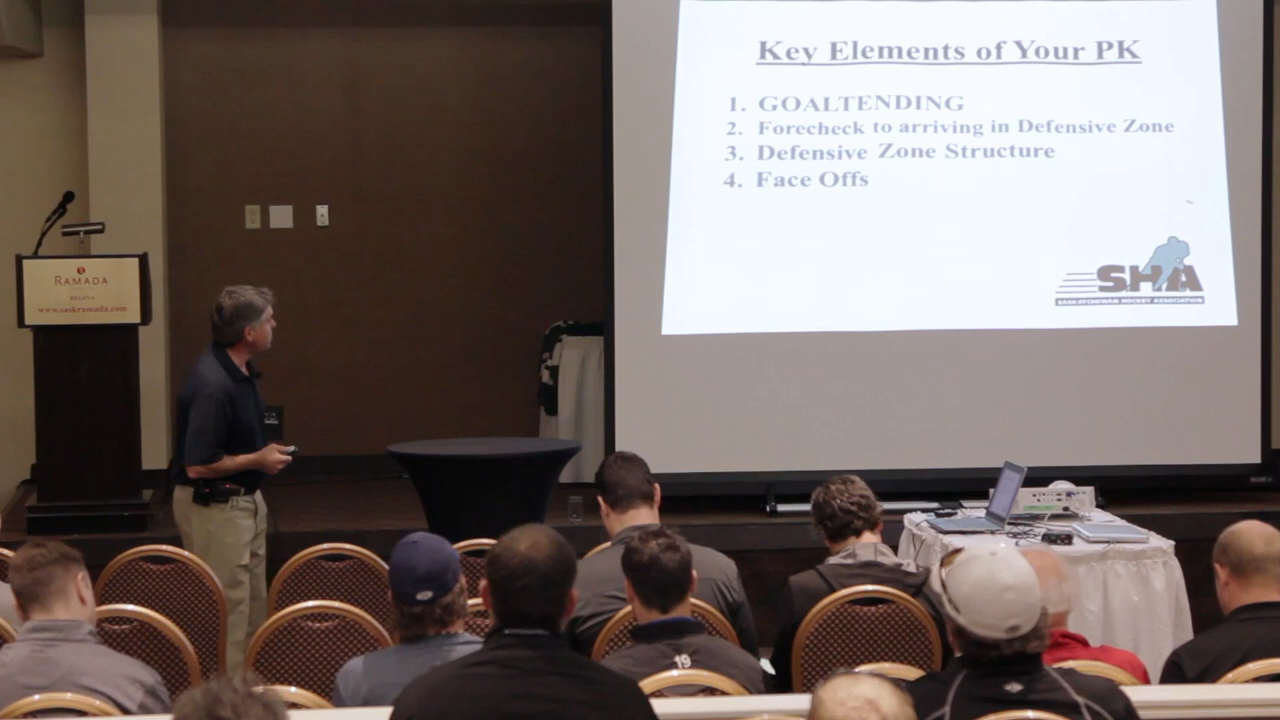 Key Elements of Your PK
1. GOALTENDING
2. Forecheck to arriving in Defensive Zone
3. Defensive Zone Structure
4. Face Offs
SHA
SASKATCHEWAN HOCKEY ASSOCIATION
RAMADA
REGINA
www.saskramada.com
19